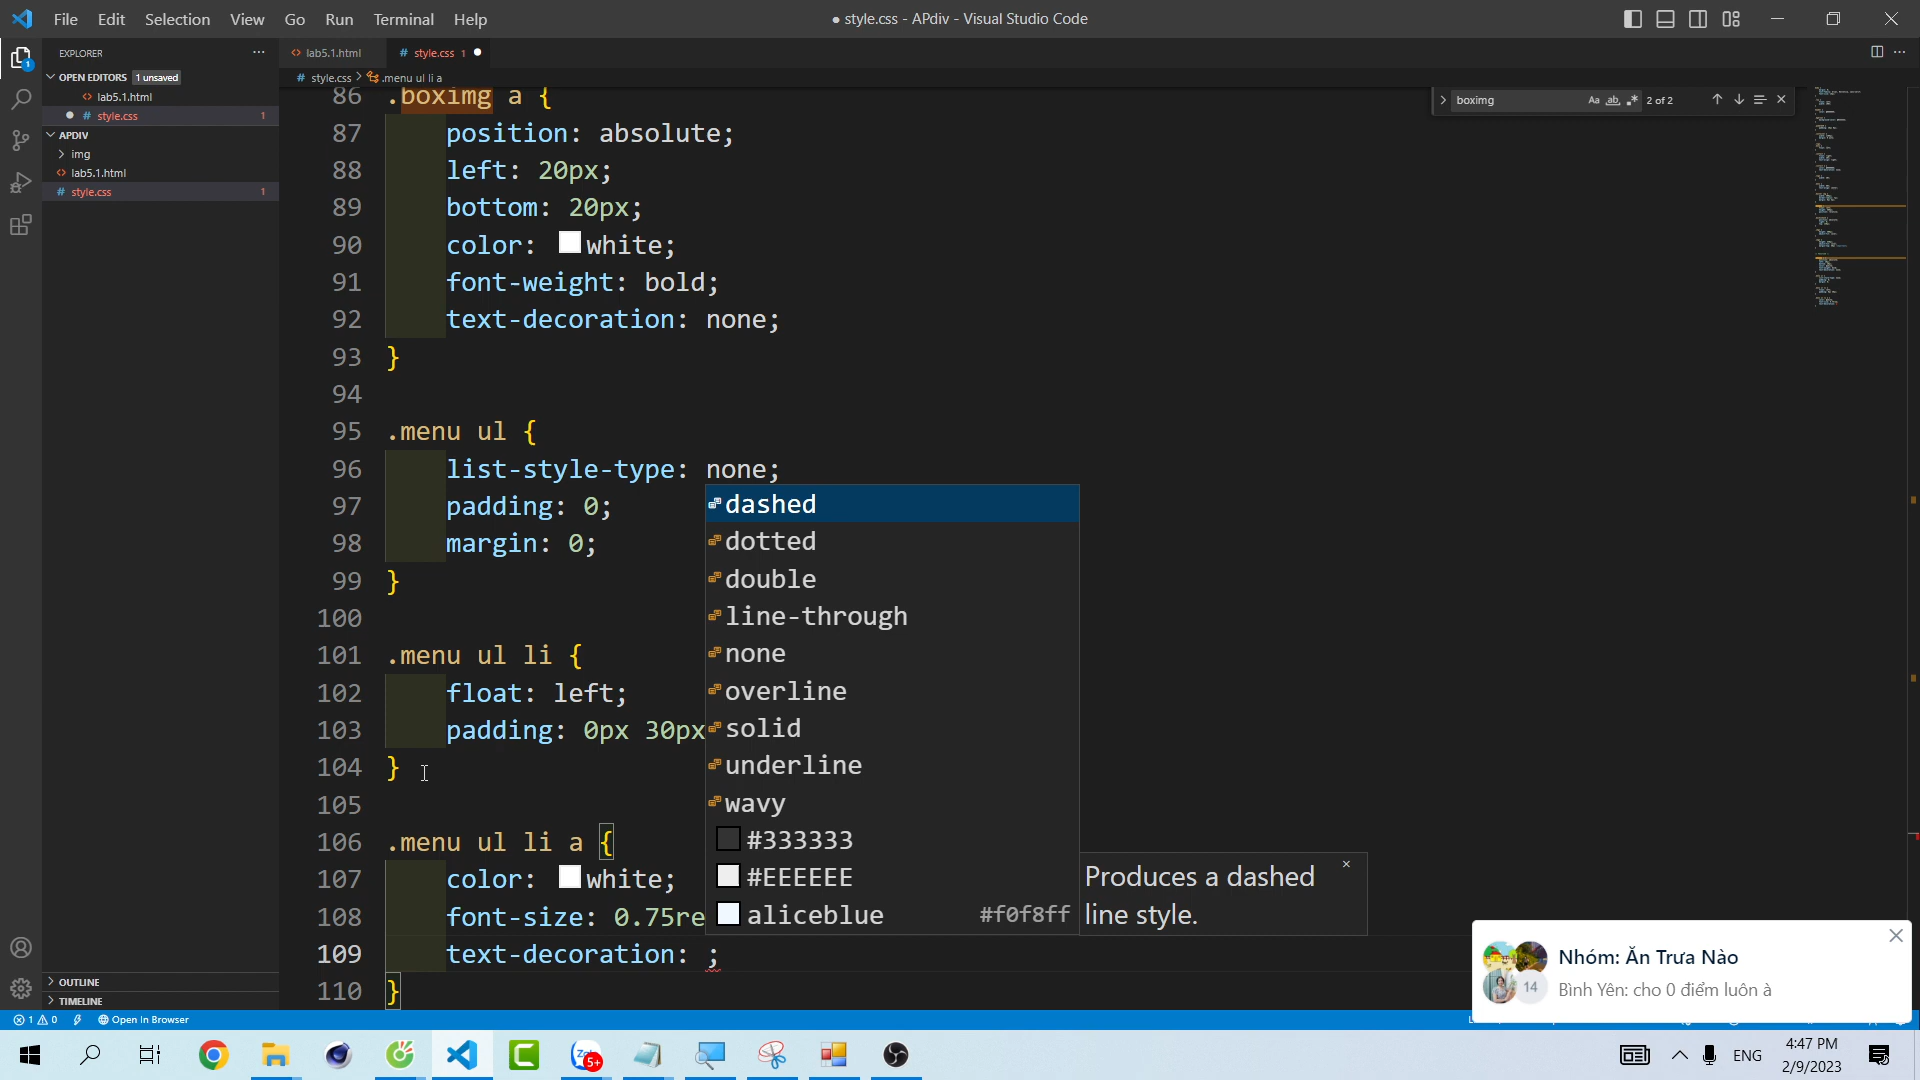 File Edit Selection View Go Run Terminal Help
● style.css - APdiv - Visual Studio Code
EXPLORER
lab5.1.html
# style.css 1
OPEN EDITORS 1 unsaved
# style.css > .menu ul li a
lab5.1.html
# style.css 1
APDIV
img
lab5.1.html
# style.css 1
boximg
Aa ab 2 of 2
86 .boximg a {
87 position: absolute;
88 left: 20px;
89 bottom: 20px;
90 color: white;
91 font-weight: bold;
92 text-decoration: none;
93 }
94
95 .menu ul {
96 list-style-type: none;
97 padding: 0;
98 margin: 0;
99 }
100
101 .menu ul li {
102 float: left;
103 padding: 0px 30px
104 }
105
106 .menu ul li a {
107 color: white;
108 font-size: 0.75re
109 text-decoration: ;
110 }
dashed
dotted
double
line-through
none
overline
solid
underline
wavy
#333333
#EEEEEE
aliceblue #f0f8ff
Produces a dashed
line style.
Nhóm: Ăn Trưa Nào
14
Bình Yên: cho 0 điểm luôn à
OUTLINE
TIMELINE
1 0 Open In Browser
5+
ENG
4:47 PM
2/9/2023